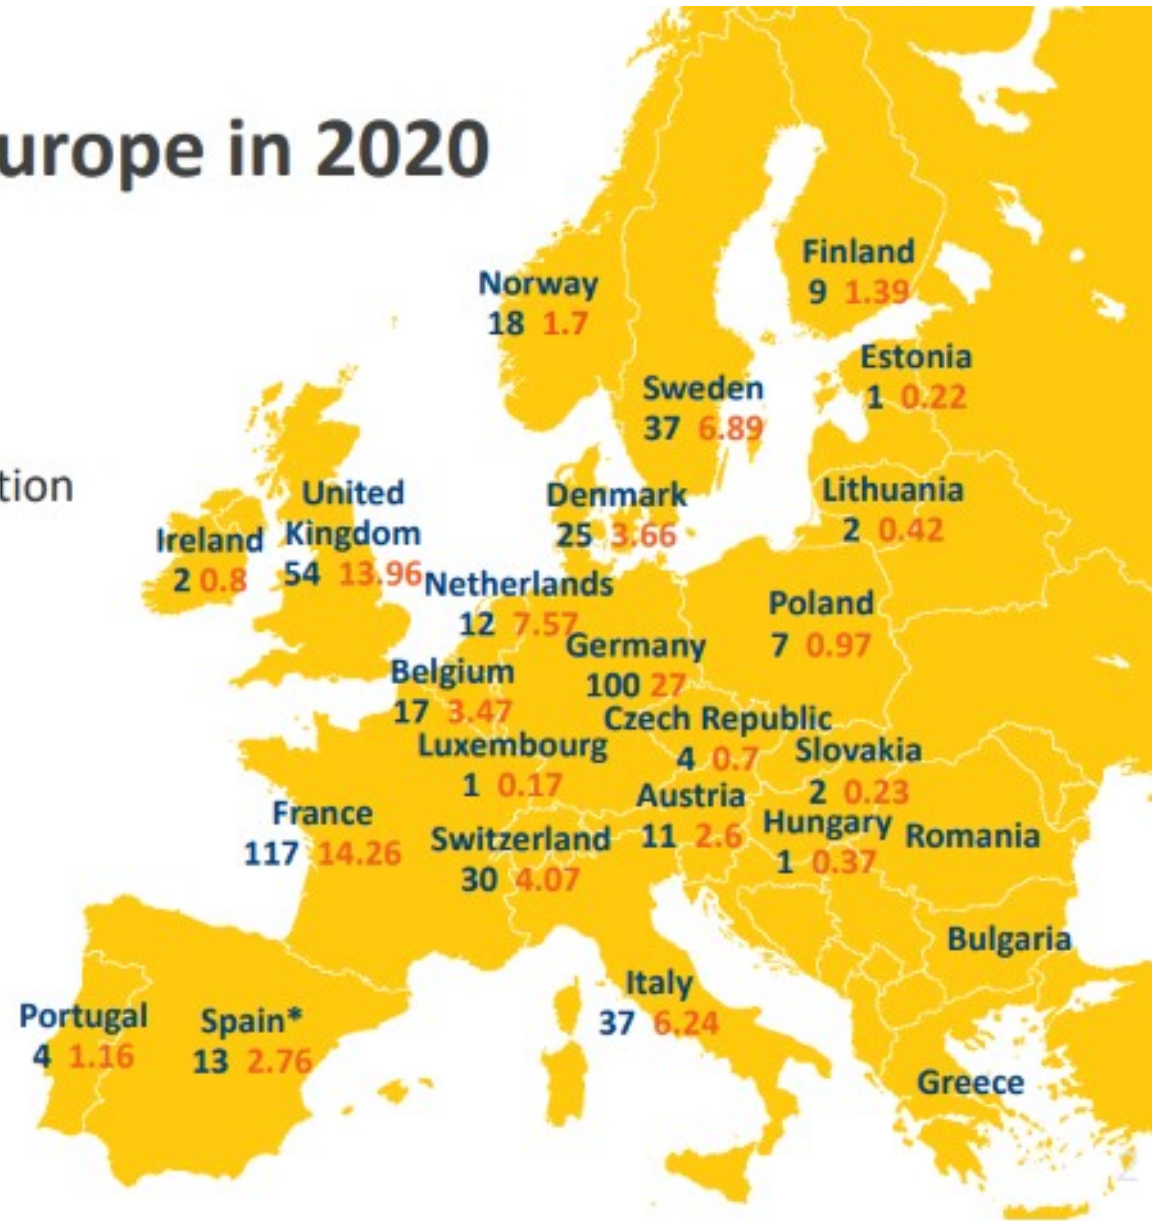 urope in 2020
Finland
9 1.39
Norway
18 1.7
Estonia
1 0.22
Sweden
37 6.89
tion
United
Kingdom
54 13.96
Denmark
25 3.66
Lithuania
2 0.42
Ireland
2 0.8
Netherlands
12 7.57
Poland
7 0.97
Germany
100 27
Belgium
17 3.47
Czech Republic
4 0.7
Luxembourg
1 0.17
Slovakia
2 0.23
Austria
11 2.6
France
117 14.26
Switzerland
30 4.07
Hungary
1 0.37
Romania
Bulgaria
Italy
37 6.24
Portugal
4 1.16
Spain*
13 2.76
Greece